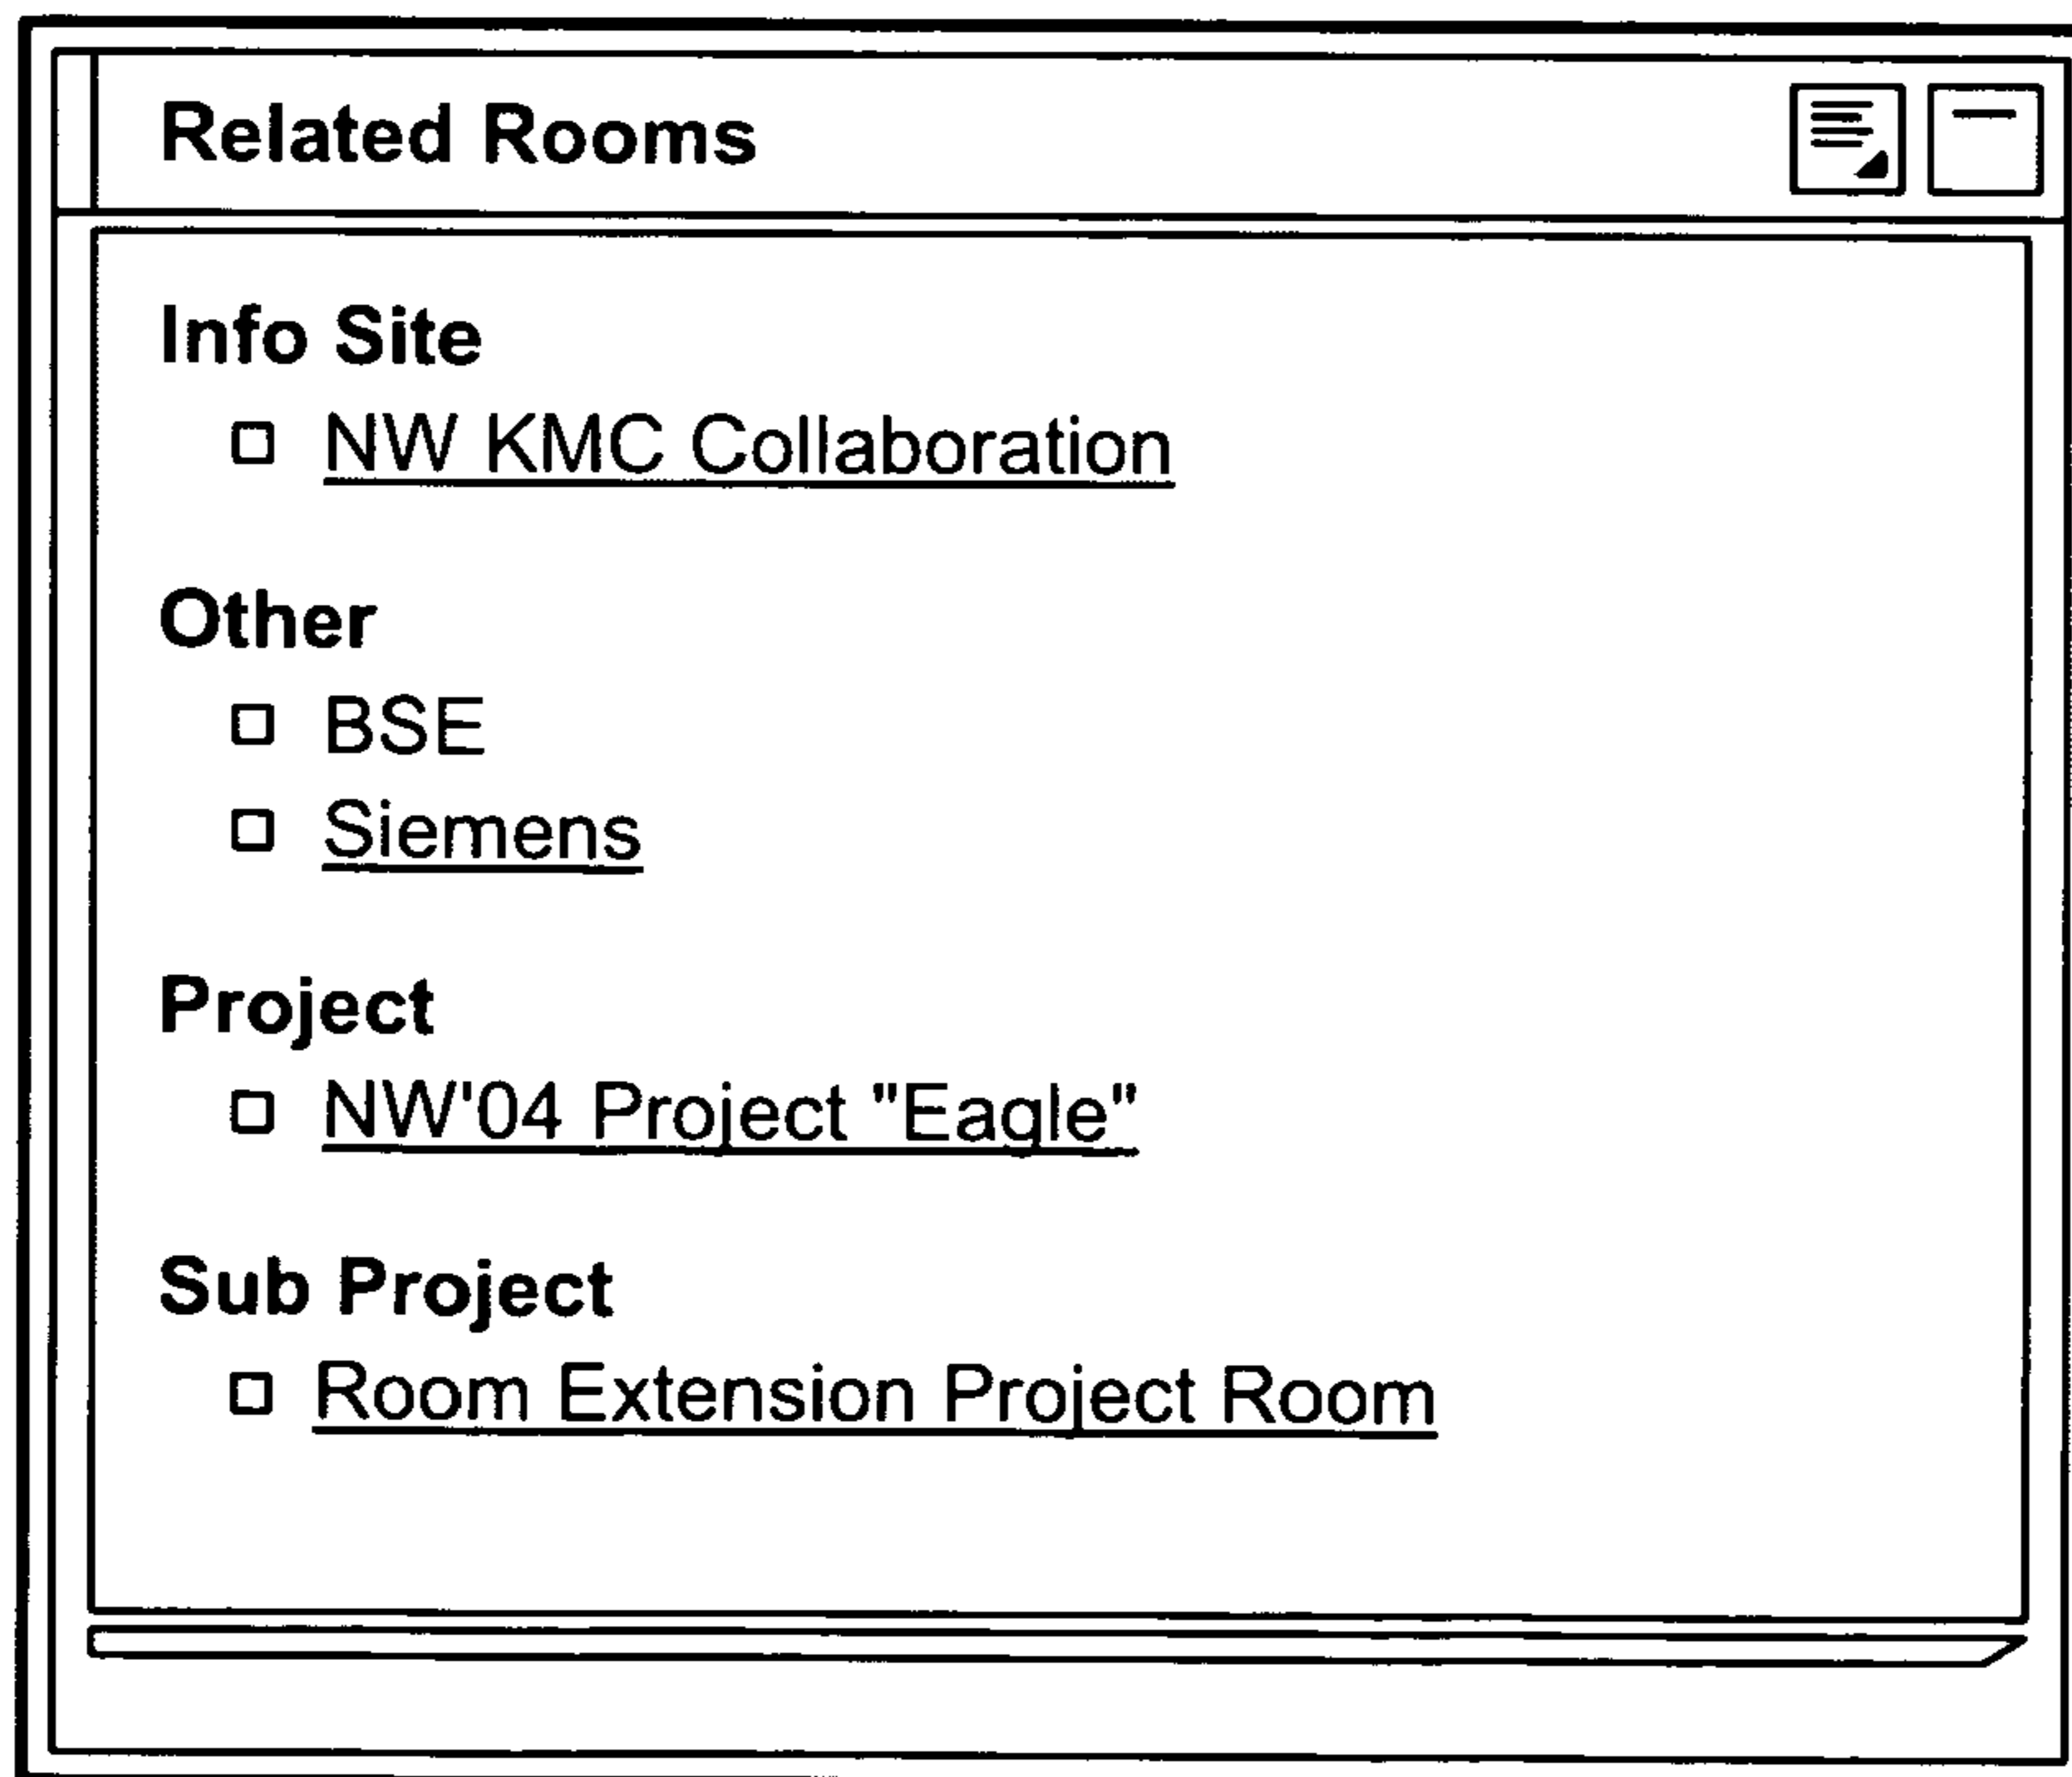 Related Rooms
Info Site
NW KMC Collaboration
Other
BSE
Siemens
Project
NW'04 Project "Eagle"
Sub Project
Room Extension Project Room